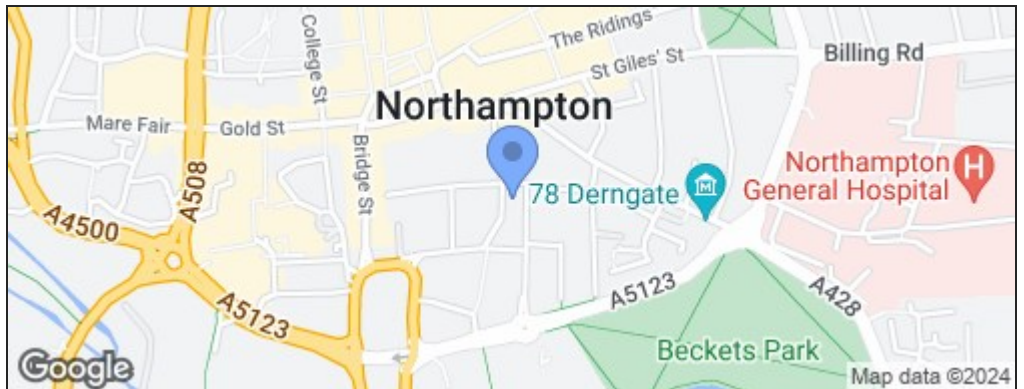 The Ridings
St Giles' St
Billing Rd
College St
Northampton
Mare Fair
Gold St
Bridge St
A508
78 Derngate
M
Northampton
General Hospital
H
A4500
A5123
A5123
A428
Beckets Park
Google
Map data ©2024